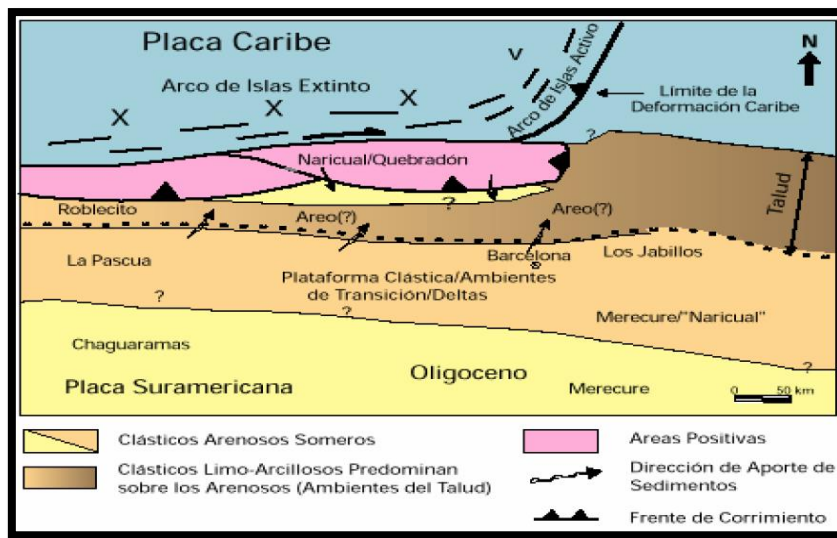 Placa Caribe
Arco de Islas Extinto
X
X
X
v
Arco de Islas Activo
N
Límite de la
Deformación Caribe
?
Naricual/Quebradón
Talud
Roblecito
Areo(?)
?
Areo(?)
La Pascua
Barcelona
Los Jabillos
Plataforma Clástica/Ambientes
de Transición/Deltas
?
?
Merecure/"Naricual"
Chaguaramas
Oligoceno
?
Placa Suramericana
Merecure
0 50 km
Clásticos Arenosos Someros
Clásticos Limo-Arcillosos Predominan
sobre los Arenosos (Ambientes del Talud)
Areas Positivas
Dirección de Aporte de
Sedimentos
Frente de Corrimiento